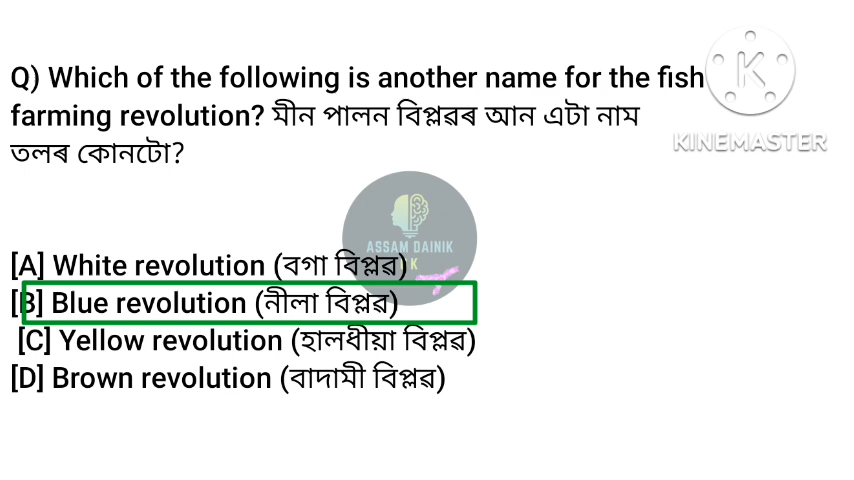 Q) Which of the following is another name for the fish
farming revolution? মীন পালন বিপ্লৱৰ আন এটা নাম
তলৰ কোনটো?
KINEMASTER
ASSAM DAINIK
K
[A] White revolution (বগা বিপ্লৱ)
[B] Blue revolution (নীলা বিপ্লৱ)
[C] Yellow revolution (হালধীয়া বিপ্লৱ)
[D] Brown revolution (বাদামী বিপ্লৱ)